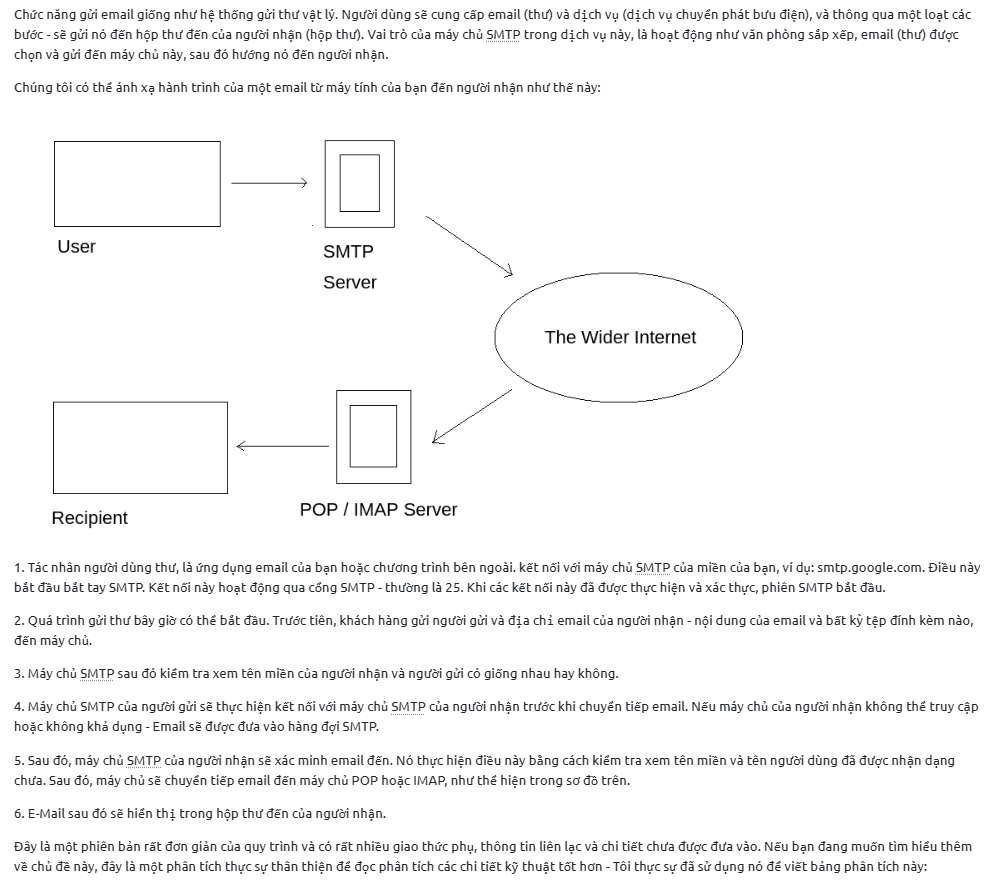 Chức năng gửi email giống như hệ thống gửi thư vật lý. Người dùng sẽ cung cấp email (thư) và dịch vụ (dịch vụ chuyển phát bưu điện), và thông qua một loạt các
bước - sẽ gửi nó đến hộp thư đến của người nhận (hộp thư). Vai trò của máy chủ SMTP trong dịch vụ này, là hoạt động như văn phòng sắp xếp, email (thư) được
chọn và gửi đến máy chủ này, sau đó hướng nó đến người nhận.
Chúng tôi có thể ánh xạ hành trình của một email từ máy tính của bạn đến người nhận như thế này:
User
SMTP
Server
The Wider Internet
POP / IMAP Server
Recipient
1. Tác nhân người dùng thư, là ứng dụng email của bạn hoặc chương trình bên ngoài. kết nối với máy chủ SMTP của miền của bạn, ví dụ: smtp.google.com. Điều này
bắt đầu bắt tay SMTP. Kết nối này hoạt động qua cổng SMTP - thường là 25. Khi các kết nối này đã được thực hiện và xác thực, phiên SMTP bắt đầu.
2. Quá trình gửi thư bây giờ có thể bắt đầu. Trước tiên, khách hàng gửi người gửi và địa chỉ email của người nhận - nội dung của email và bất kỳ tệp đính kèm nào,
đến máy chủ.
3. Máy chủ SMTP sau đó kiểm tra xem tên miền của người nhận và người gửi có giống nhau hay không.
4. Máy chủ SMTP của người gửi sẽ thực hiện kết nối với máy chủ SMTP của người nhận trước khi chuyển tiếp email. Nếu máy chủ của người nhận không thể truy cập
hoặc không khả dụng - Email sẽ được đưa vào hàng đợi SMTP.
5. Sau đó, máy chủ SMTP của người nhận sẽ xác minh email đến. Nó thực hiện điều này bằng cách kiểm tra xem tên miền và tên người dùng đã được nhận dạng
chưa. Sau đó, máy chủ sẽ chuyển tiếp email đến máy chủ POP hoặc IMAP, như thể hiện trong sơ đồ trên.
6. E-Mail sau đó sẽ hiển thị trong hộp thư đến của người nhận.
Đây là một phiên bản rất đơn giản của quy trình và có rất nhiều giao thức phụ, thông tin liên lạc và chi tiết chưa được đưa vào. Nếu bạn đang muốn tìm hiểu thêm
về chủ đề này, đây là một phân tích thực sự thân thiện để đọc phân tích các chi tiết kỹ thuật tốt hơn - Tôi thực sự đã sử dụng nó để viết bảng phân tích này: